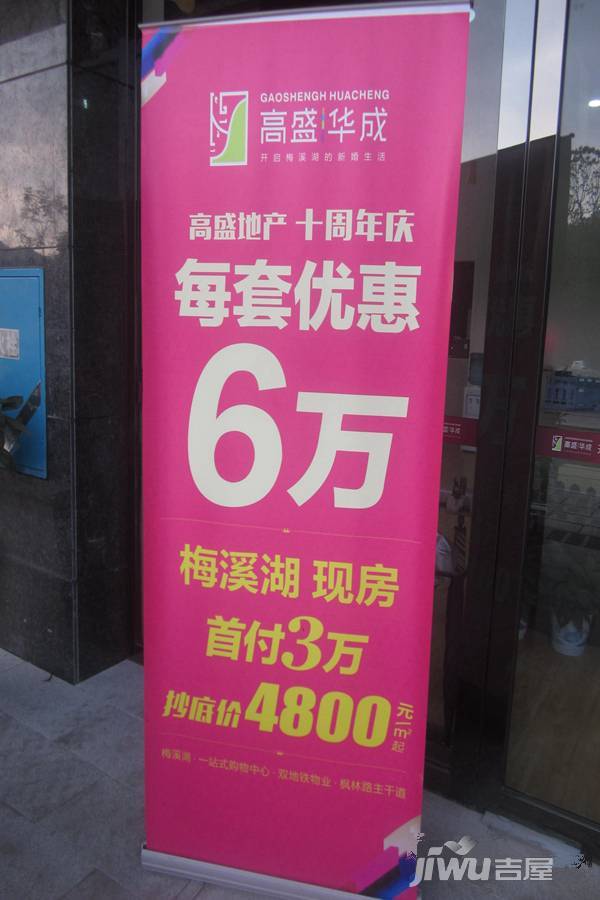 GAOSHENGH HUACHENG
高盛华成
开启梅溪湖的新婚生活
高盛地产 十周年庆
每套优惠
6万
梅溪湖 现房
首付3万
抄底价4800元/m²起
梅溪湖·一站式购物中心·双地铁物业·枫林路主干道
高盛华成
JIWU吉屋